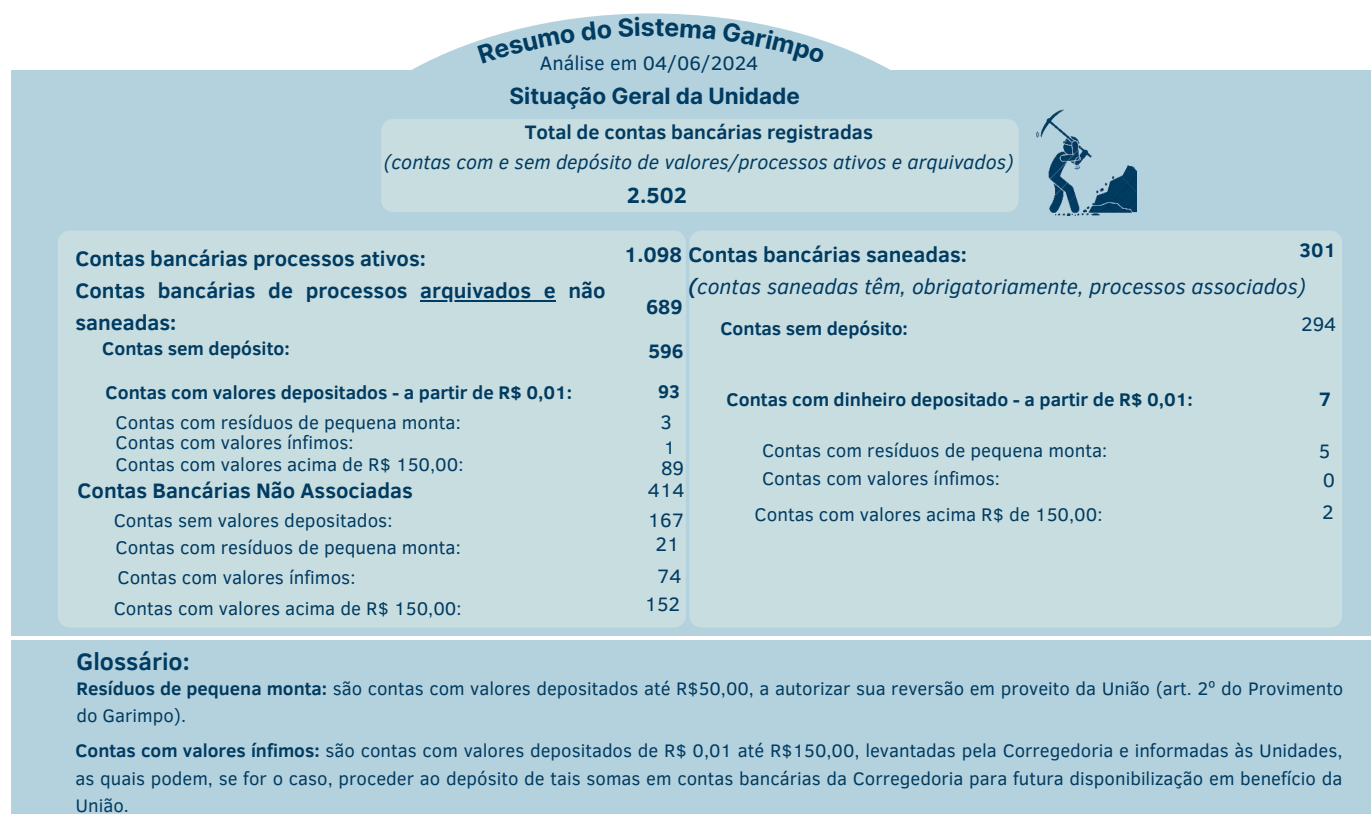 Resumo do Sistema Garimpo
Análise em 04/06/2024
Situação Geral da Unidade
Total de contas bancárias registradas
(contas com e sem depósito de valores/processos ativos e arquivados)
2.502
Contas bancárias processos ativos: 1.098
Contas bancárias de processos arquivados e não
saneadas: 689
Contas sem depósito: 596
Contas com valores depositados - a partir de R$ 0,01: 93
Contas com resíduos de pequena monta: 3
Contas com valores ínfimos: 1
Contas com valores acima de R$ 150,00: 89
Contas Bancárias Não Associadas 414
Contas sem valores depositados: 167
Contas com resíduos de pequena monta: 21
Contas com valores ínfimos: 74
Contas com valores acima de R$ 150,00: 152
Contas bancárias saneadas: 301
(contas saneadas têm, obrigatoriamente, processos associados)
Contas sem depósito: 294
Contas com dinheiro depositado - a partir de R$ 0,01: 7
Contas com resíduos de pequena monta: 5
Contas com valores ínfimos: 0
Contas com valores acima R$ de 150,00: 2
Glossário:
Resíduos de pequena monta: são contas com valores depositados até R$50,00, a autorizar sua reversão em proveito da União (art. 2º do Provimento
do Garimpo).
Contas com valores ínfimos: são contas com valores depositados de R$ 0,01 até R$150,00, levantadas pela Corregedoria e informadas às Unidades,
as quais podem, se for o caso, proceder ao depósito de tais somas em contas bancárias da Corregedoria para futura disponibilização em benefício da
União.